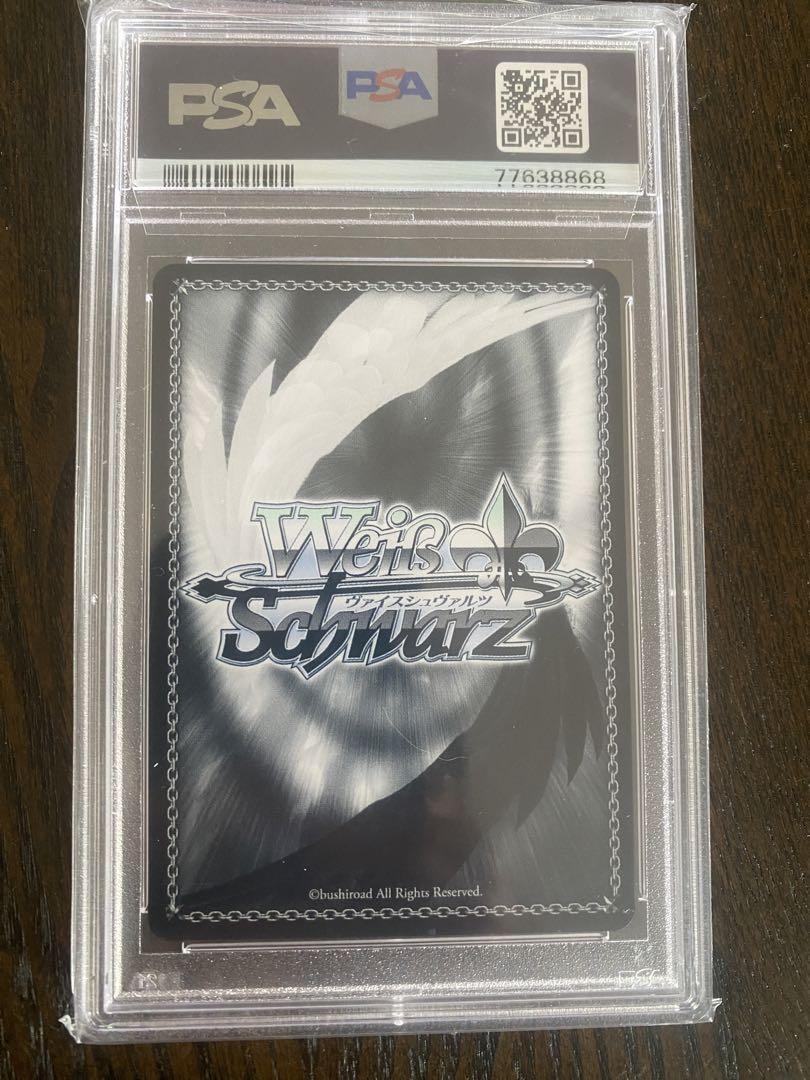 PSA
PSA
77638868
Weiß
ヴァイスシュヴァルツ
Schwarz
©bushiroad All Rights Reserved.